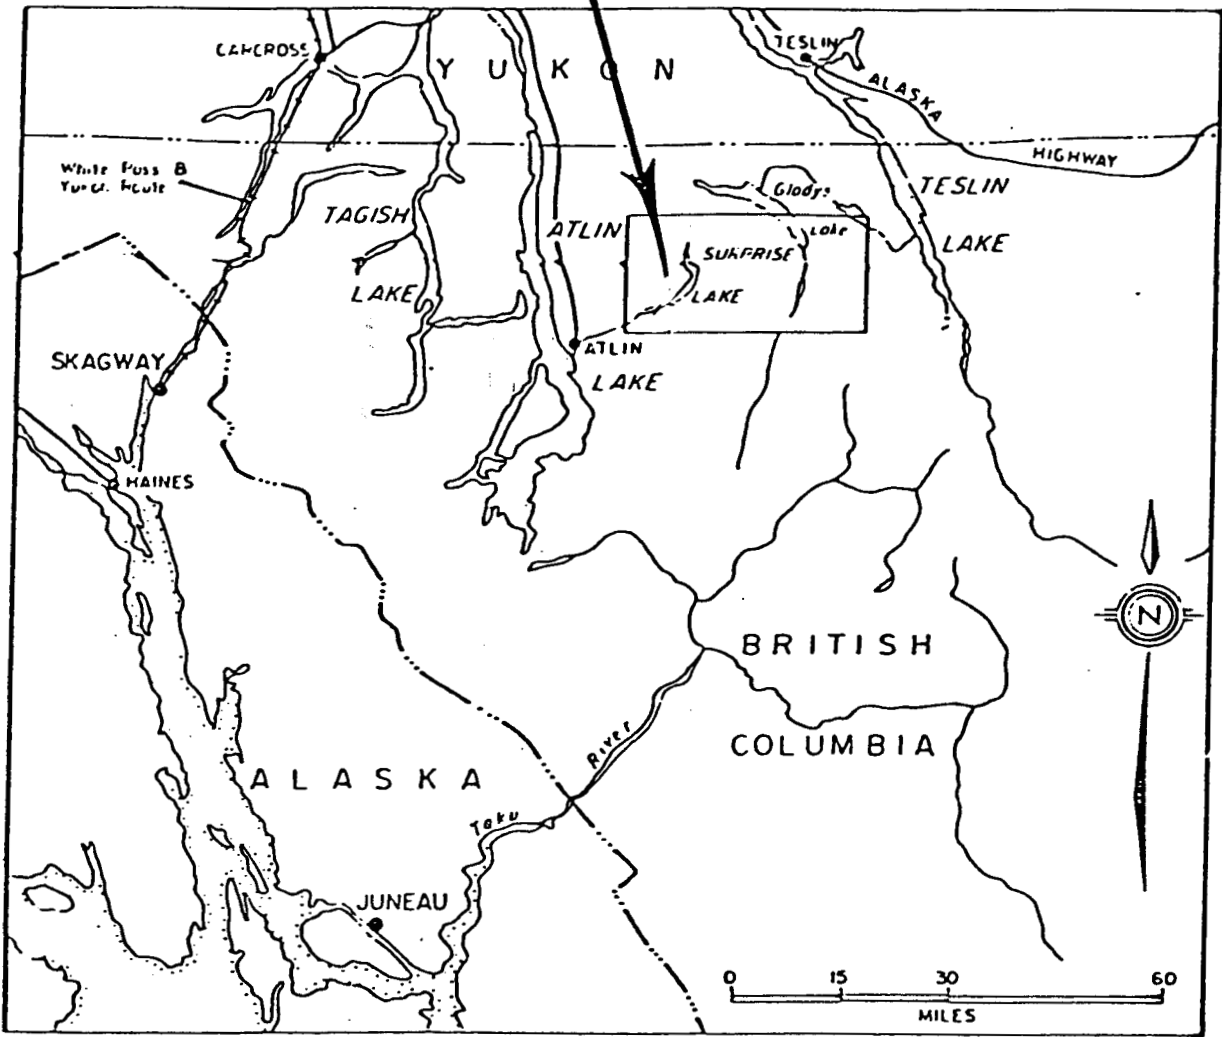 CARCROSS
YUKON
TESLIN
ALASKA
HIGHWAY
White Pass &
Route
TAGISH
LAKE
ATLIN
Gladys
Lake
TESLIN
LAKE
SURPRISE
LAKE
ATLIN
LAKE
SKAGWAY
HAINES
N
BRITISH
COLUMBIA
River
ALASKA
Taku
JUNEAU
0 15 30 60
MILES